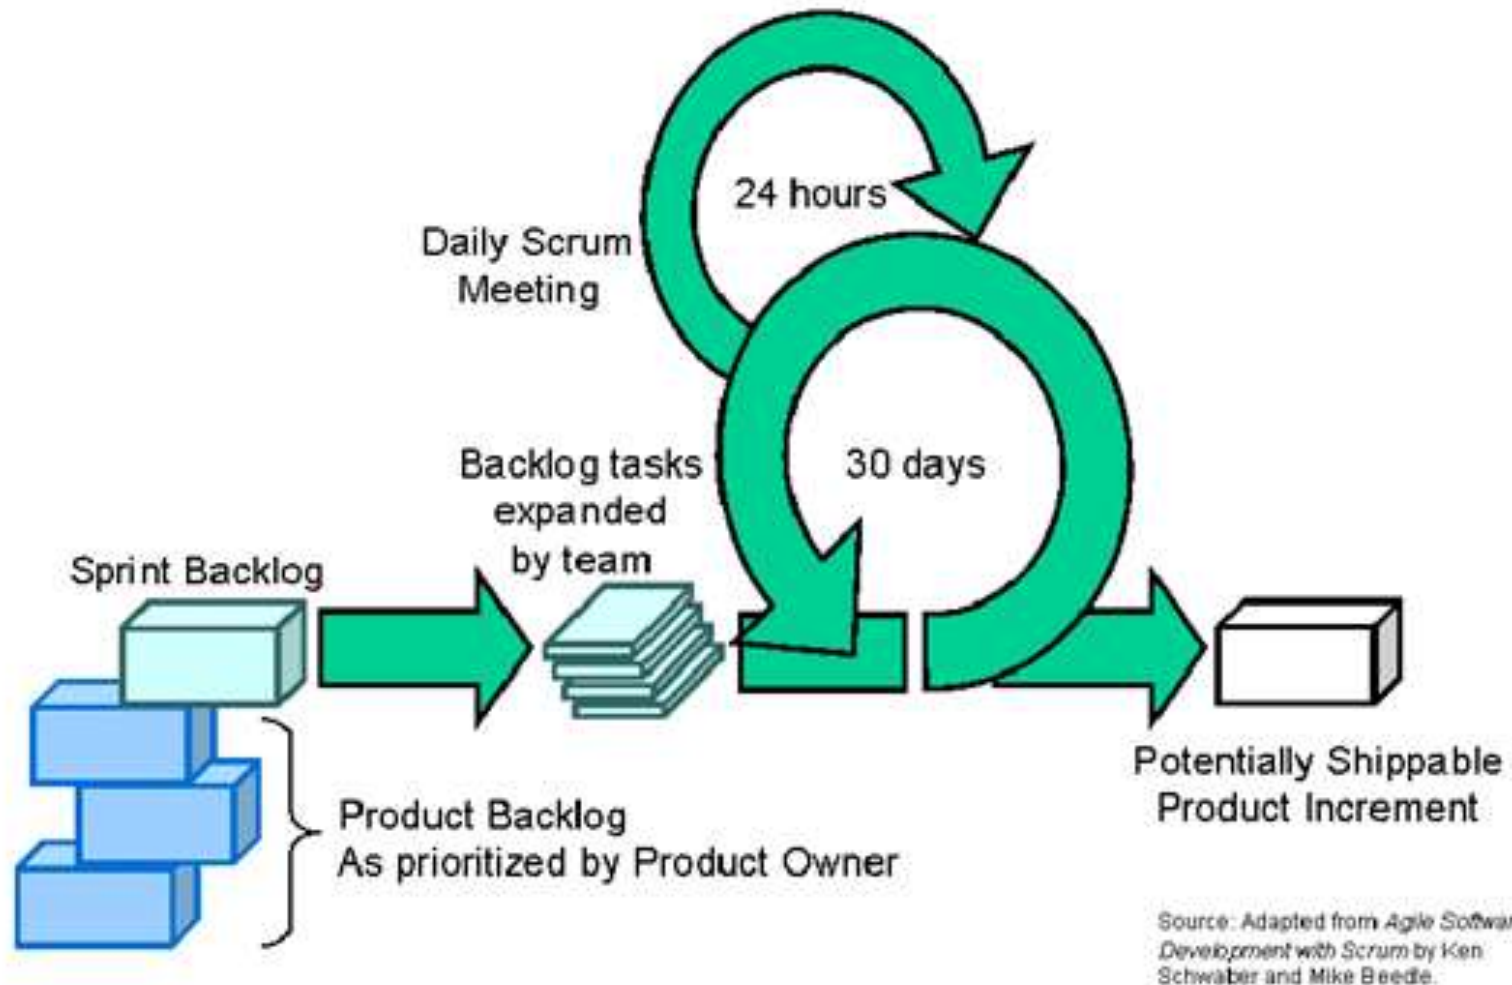 24 hours
Daily Scrum
Meeting
Backlog tasks
expanded
by team
30 days
Sprint Backlog
Potentially Shippable
Product Increment
Product Backlog
As prioritized by Product Owner
Source: Adapted from Agile Softwar
Development with Scrum by Ken
Schwaber and Mike Beedle.